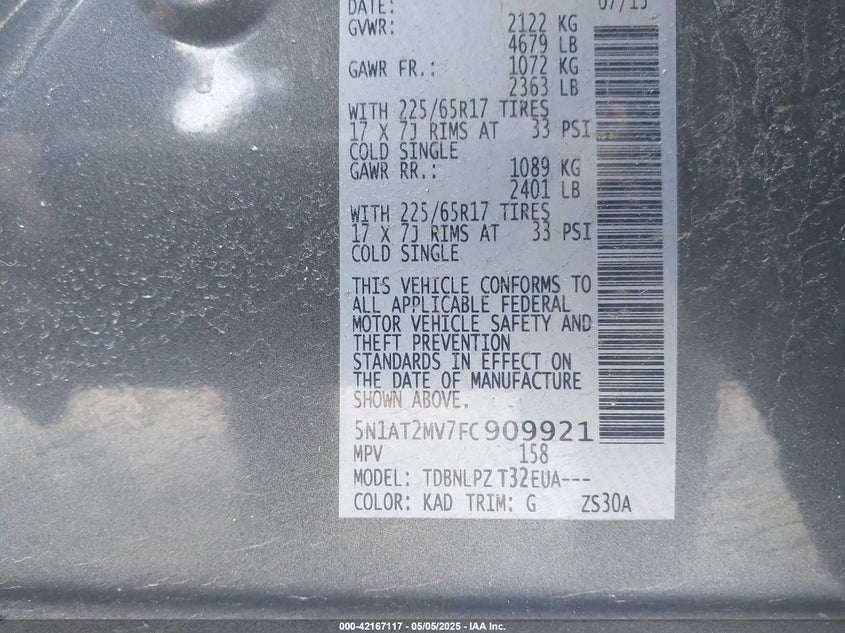 DATE: 07/15
GVWR: 2122 KG
4679 LB
GAWR FR.: 1072 KG
2363 LB
WITH 225/65R17 TIRES
17 X 7J RIMS AT 33 PSI
COLD SINGLE
GAWR RR.: 1089 KG
2401 LB
WITH 225/65R17 TIRES
17 X 7J RIMS AT 33 PSI
COLD SINGLE
THIS VEHICLE CONFORMS TO
ALL APPLICABLE FEDERAL
MOTOR VEHICLE SAFETY AND
THEFT PREVENTION
STANDARDS IN EFFECT ON
THE DATE OF MANUFACTURE
SHOWN ABOVE.
5N1AT2MV7FC909921
MPV 158
MODEL: TDBNLPZ T32EUA---
COLOR: KAD TRIM: G ZS30A
000-42167117 - 05/05/2025 - IAA Inc.